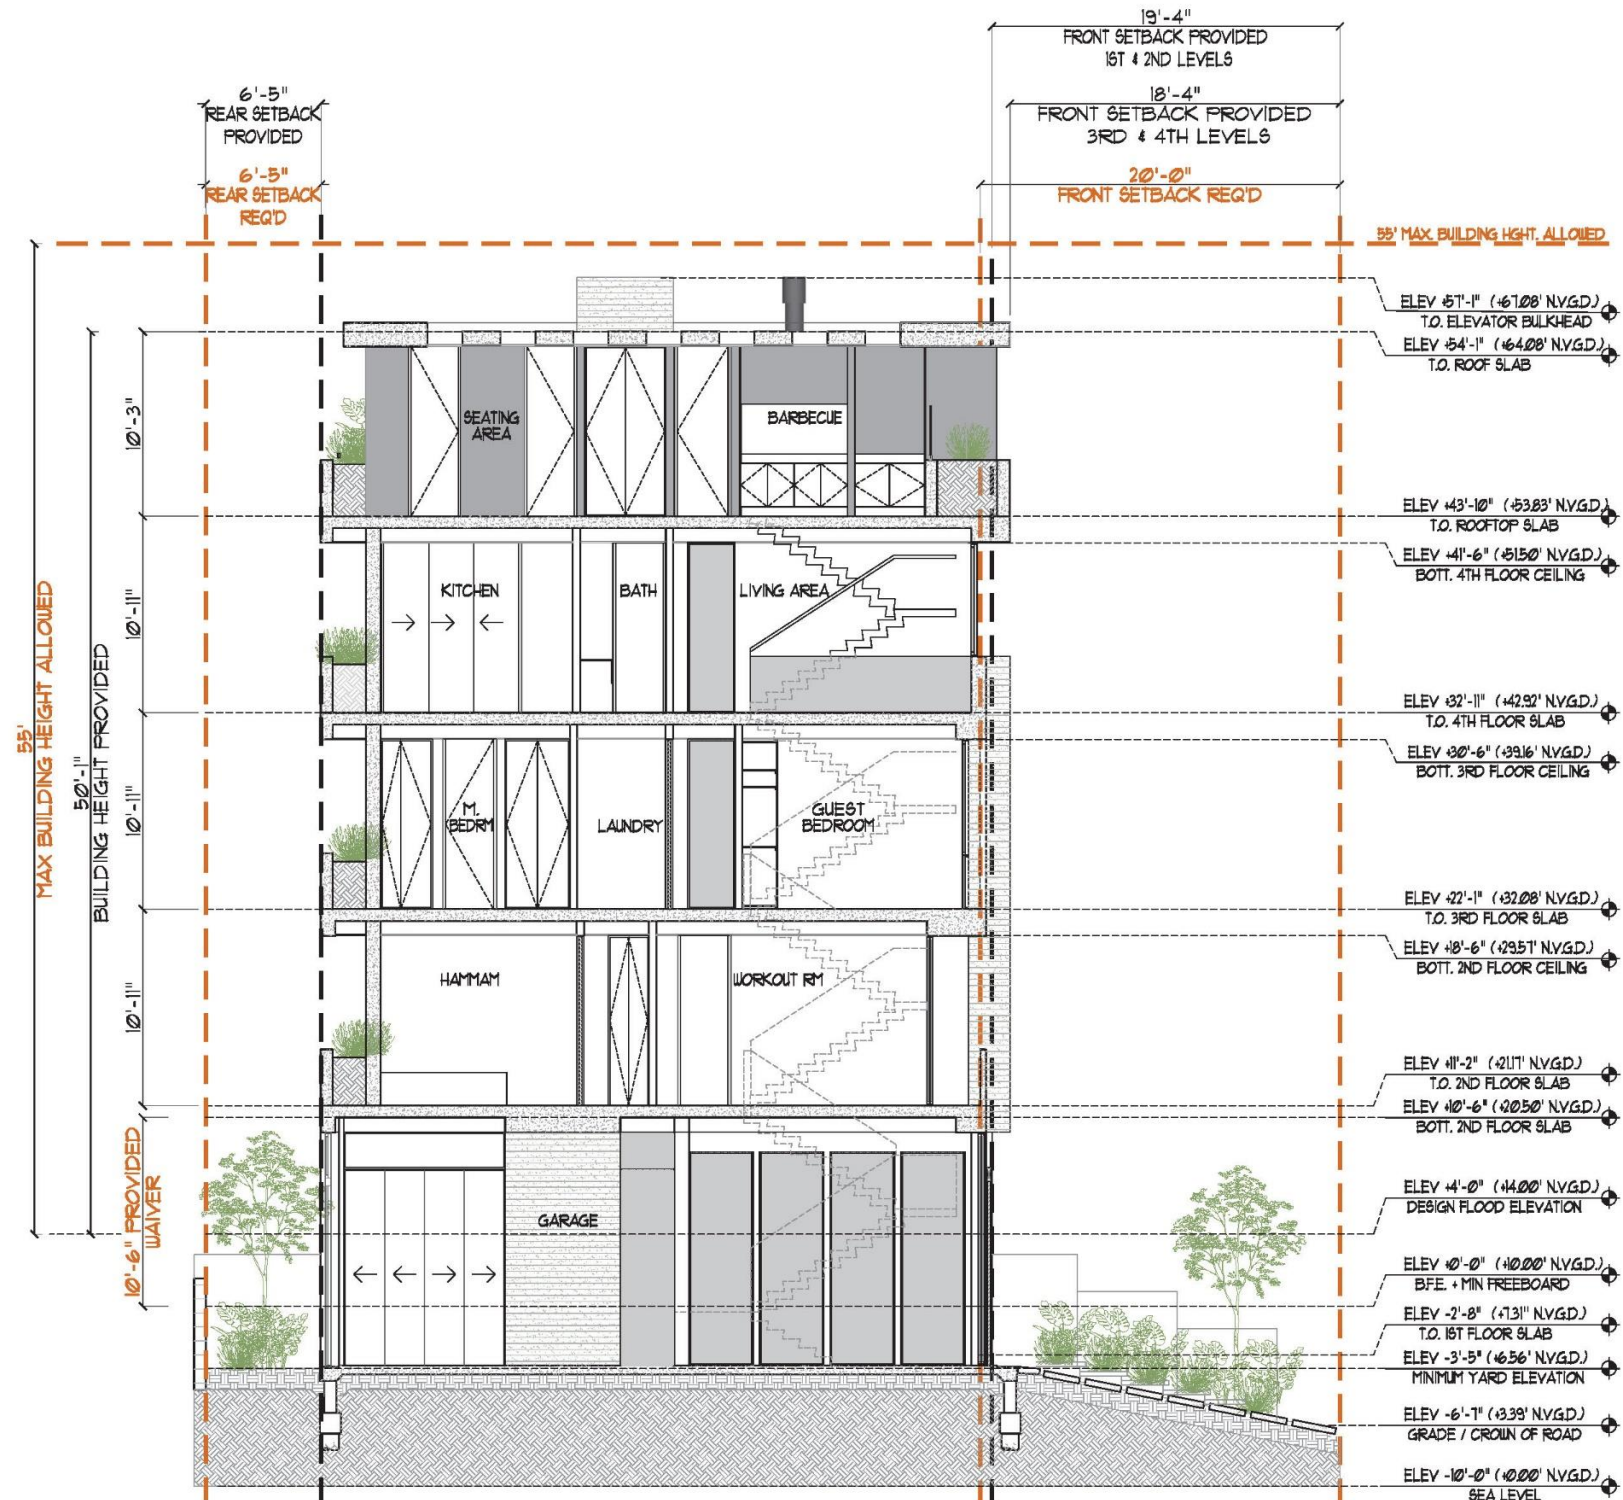 19'-4"
FRONT SETBACK PROVIDED
1ST & 2ND LEVELS
6'-5"
REAR SETBACK
PROVIDED
18'-4"
FRONT SETBACK PROVIDED
3RD & 4TH LEVELS
6'-5"
REAR SETBACK
REQ'D
20'-0"
FRONT SETBACK REQ'D
55' MAX. BUILDING HGHT. ALLOWED
ELEV +57'-1" (+67.08' N.V.G.D.)
T.O. ELEVATOR BULKHEAD
ELEV +54'-1" (+64.08' N.V.G.D.)
T.O. ROOF SLAB
10'-3"
SEATING
AREA
BARBECUE
ELEV +43'-10" (+53.83' N.V.G.D.)
T.O. ROOFTOP SLAB
ELEV +41'-6" (+51.50' N.V.G.D.)
BOTT. 4TH FLOOR CEILING
10'-11"
KITCHEN
BATH
LIVING AREA
55'
MAX BUILDING HEIGHT ALLOWED
50'-1"
BUILDING HEIGHT PROVIDED
ELEV +32'-11" (+42.92' N.V.G.D.)
T.O. 4TH FLOOR SLAB
ELEV +30'-6" (+39.16' N.V.G.D.)
BOTT. 3RD FLOOR CEILING
10'-11"
M.
BEDRM
LAUNDRY
GUEST
BEDROOM
ELEV +22'-1" (+32.08' N.V.G.D.)
T.O. 3RD FLOOR SLAB
ELEV +18'-6" (+29.57' N.V.G.D.)
BOTT. 2ND FLOOR CEILING
10'-11"
HAMMAM
WORKOUT RM
ELEV +11'-2" (+21.17' N.V.G.D.)
T.O. 2ND FLOOR SLAB
ELEV +10'-6" (+20.50' N.V.G.D.)
BOTT. 2ND FLOOR SLAB
10'-6" PROVIDED
WAIVER
GARAGE
ELEV +4'-0" (+14.00' N.V.G.D.)
DESIGN FLOOD ELEVATION
ELEV +0'-0" (+10.00' N.V.G.D.)
B.F.E. + MIN FREEBOARD
ELEV -2'-8" (+7.31' N.V.G.D.)
T.O. 1ST FLOOR SLAB
ELEV -3'-5" (+6.56' N.V.G.D.)
MINIMUM YARD ELEVATION
ELEV -6'-7" (+3.39' N.V.G.D.)
GRADE / CROWN OF ROAD
ELEV -10'-0" (+0.00' N.V.G.D.)
SEA LEVEL